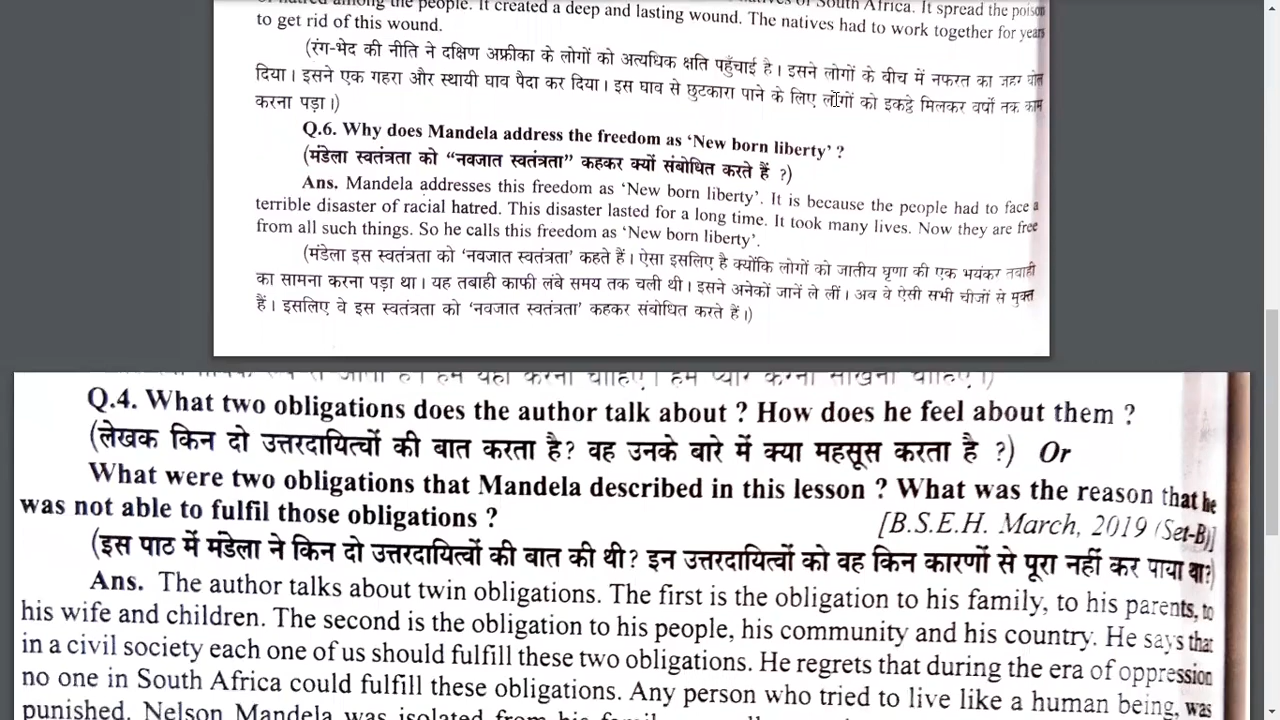 among the people. It created a deep and lasting wound. The natives had to work together for years
to get rid of this wound.
(रंग-भेद की नीति ने दक्षिण अफ्रीका के लोगों को अत्यधिक क्षति पहुँचाई है। इसने लोगों के बीच में नफरत का ज़हर घोल
दिया। इसने एक गहरा और स्थायी घाव पैदा कर दिया। इस घाव से छुटकारा पाने के लिए लोगों को इकट्ठे मिलकर वर्षों तक काम
करना पड़ा।)
Q.6. Why does Mandela address the freedom as ‘New born liberty’ ?
(मंडेला स्वतंत्रता को “नवजात स्वतंत्रता” कहकर क्यों संबोधित करते हैं ?)
Ans. Mandela addresses this freedom as ‘New born liberty’. It is because the people had to face a
terrible disaster of racial hatred. This disaster lasted for a long time. It took many lives. Now they are free
from all such things. So he calls this freedom as ‘New born liberty’.
(मंडेला इस स्वतंत्रता को ‘नवजात स्वतंत्रता’ कहते हैं। ऐसा इसलिए है क्योंकि लोगों को जातीय घृणा की एक भयंकर तबाही
का सामना करना पड़ा था। यह तबाही काफी लंबे समय तक चली थी। इसने अनेकों जानें ले लीं। अब वे ऐसी सभी चीजों से मुक्त
हैं। इसलिए वे इस स्वतंत्रता को ‘नवजात स्वतंत्रता’ कहकर संबोधित करते हैं।)
Q.4. What two obligations does the author talk about ? How does he feel about them ?
(लेखक किन दो उत्तरदायित्वों की बात करता है? वह उनके बारे में क्या महसूस करता है ?) Or
What were two obligations that Mandela described in this lesson ? What was the reason that he
was not able to fulfil those obligations ? [B.S.E.H. March, 2019 (Set-B)]
(इस पाठ में मंडेला ने किन दो उत्तरदायित्वों की बात की थी? इन उत्तरदायित्वों को वह किन कारणों से पूरा नहीं कर पाया था?)
Ans. The author talks about twin obligations. The first is the obligation to his family, to his parents, to
his wife and children. The second is the obligation to his people, his community and his country. He says that
in a civil society each one of us should fulfill these two obligations. He regrets that during the era of oppression
no one in South Africa could fulfill these obligations. Any person who tried to live like a human being, was
punished. Nelson Mandela was isolated from his